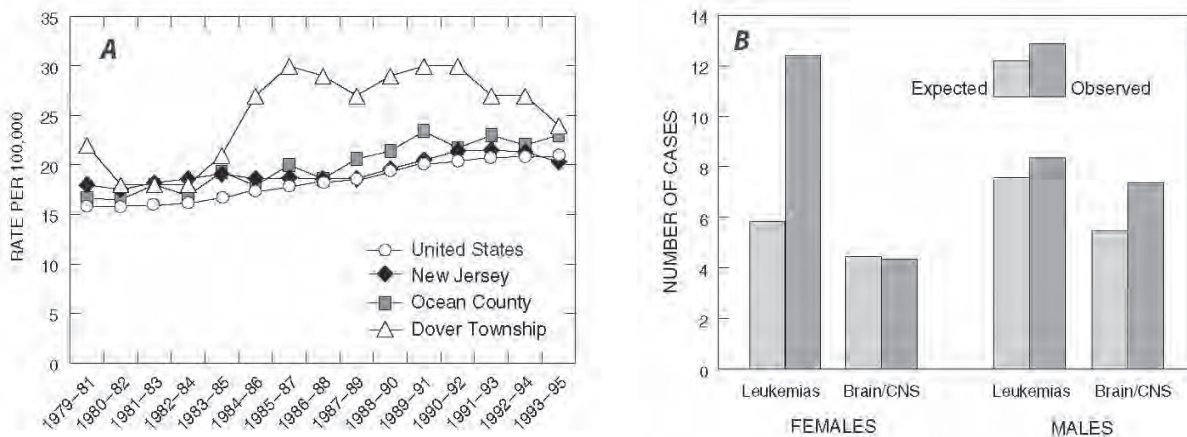 A
RATE PER 100,000
35
30
25
20
15
10
5
0
United States
New Jersey
Ocean County
Dover Township
1979–81
1980–82
1981–83
1982–84
1983–85
1984–86
1985–87
1986–88
1987–89
1988–90
1989–91
1990–92
1991–93
1992–94
1993–95
B
NUMBER OF CASES
14
12
10
8
6
4
2
0
Expected Observed
Leukemias Brain/CNS Leukemias Brain/CNS
FEMALES MALES